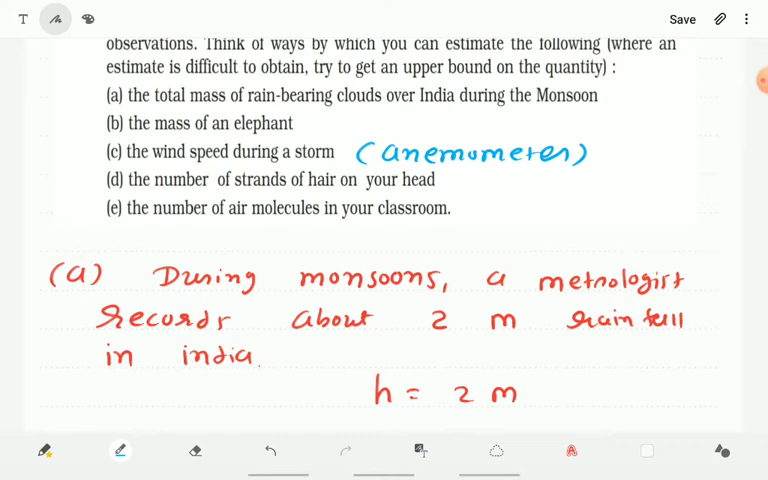 T Save
observations. Think of ways by which you can estimate the following (where an
estimate is difficult to obtain, try to get an upper bound on the quantity) :
(a) the total mass of rain-bearing clouds over India during the Monsoon
(b) the mass of an elephant
(c) the wind speed during a storm (anemometer)
(d) the number of strands of hair on your head
(e) the number of air molecules in your classroom.
(a) During monsoons, a metrologist
Records about 2 m rain fall
in india.
h = 2 m